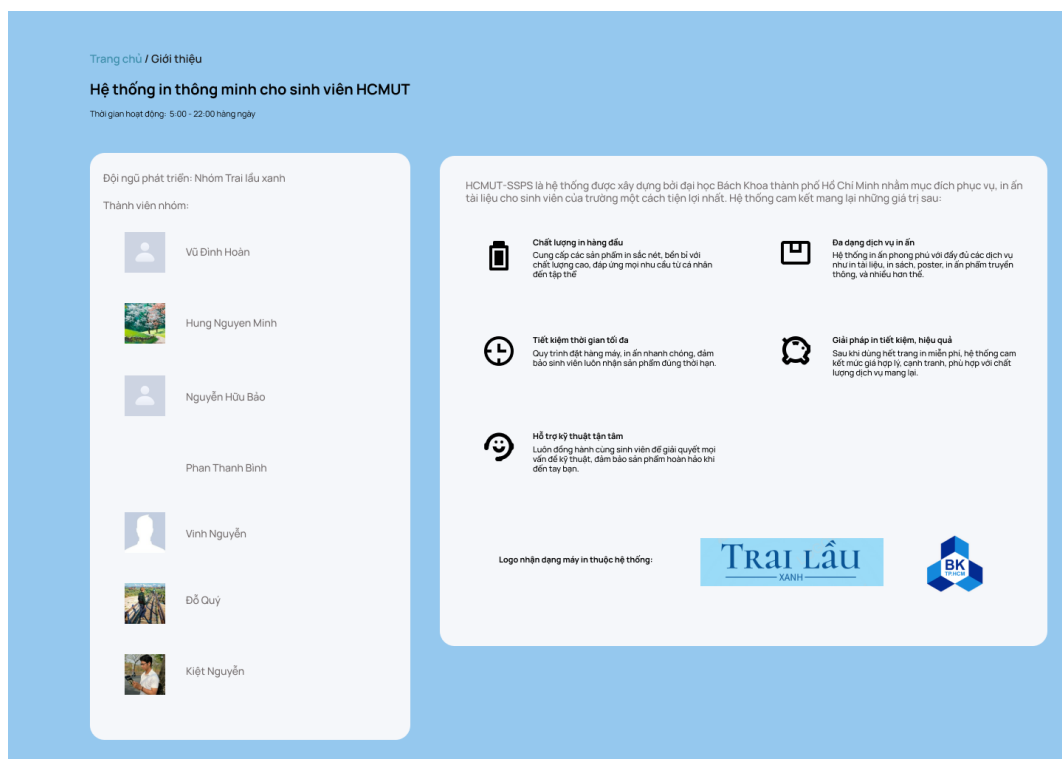 Trang chủ / Giới thiệu
Hệ thống in thông minh cho sinh viên HCMUT
Thời gian hoạt động: 5:00 - 22:00 hàng ngày
Đội ngũ phát triển: Nhóm Trai lầu xanh
Thành viên nhóm:
Vũ Đình Hoàn
Hung Nguyen Minh
Nguyễn Hữu Bảo
Phan Thanh Bình
Vinh Nguyễn
Đỗ Quý
Kiệt Nguyễn
HCMUT-SSPS là hệ thống được xây dựng bởi đại học Bách Khoa thành phố Hồ Chí Minh nhằm mục đích phục vụ, in ấn
tài liệu cho sinh viên của trường một cách tiện lợi nhất. Hệ thống cam kết mang lại những giá trị sau:
Chất lượng in hàng đầu
Cung cấp các sản phẩm in sắc nét, bền bỉ với
chất lượng cao, đáp ứng mọi nhu cầu từ cá nhân
đến tập thể
Đa dạng dịch vụ in ấn
Hệ thống in ấn phong phú với đầy đủ các dịch vụ
như in tài liệu, in sách, poster, in ấn phẩm truyền
thông, và nhiều hơn thế.
Tiết kiệm thời gian tối đa
Quy trình đặt hàng máy, in ấn nhanh chóng, đảm
bảo sinh viên luôn nhận sản phẩm đúng thời hạn.
Giải pháp in tiết kiệm, hiệu quả
Sau khi dùng hết trang in miễn phí, hệ thống cam
kết mức giá hợp lý, cạnh tranh, phù hợp với chất
lượng dịch vụ mang lại.
Hỗ trợ kỹ thuật tận tâm
Luôn đồng hành cùng sinh viên để giải quyết mọi
vấn đề kỹ thuật, đảm bảo sản phẩm hoàn hảo khi
đến tay bạn.
Logo nhận dạng máy in thuộc hệ thống:
TRAI LẦU
XANH
BK
TP.HCM